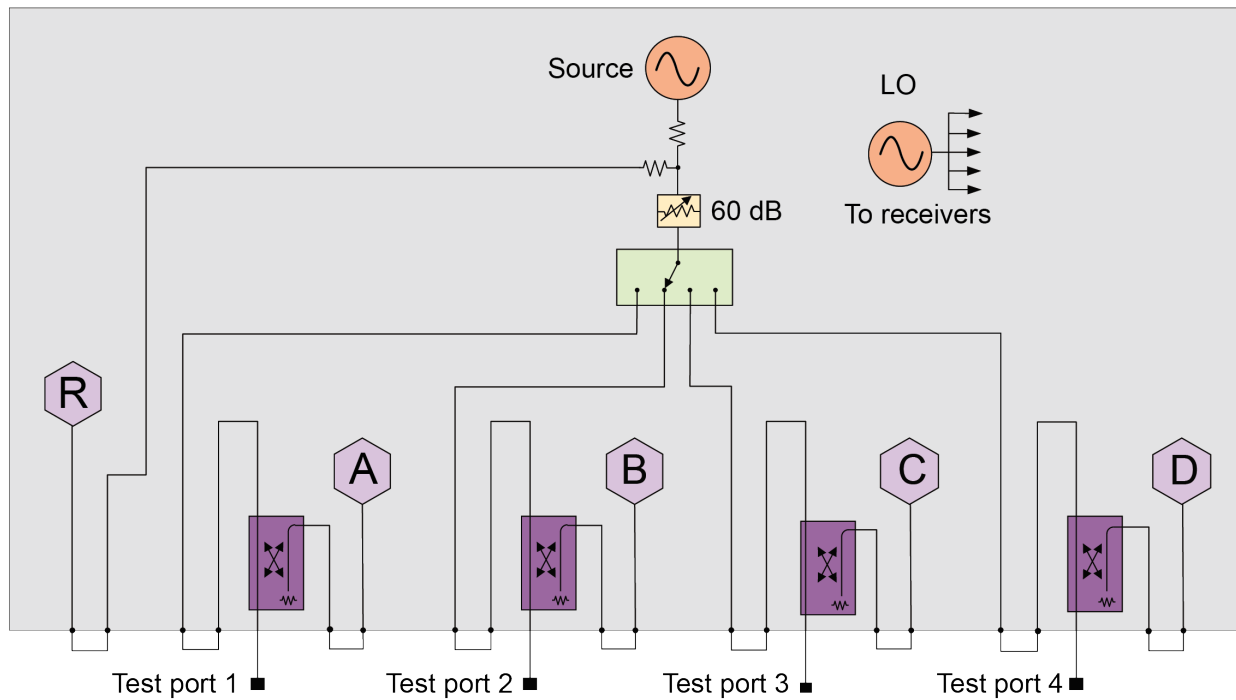 Source
LO
60 dB
To receivers
R
A
B
C
D
Test port 1
Test port 2
Test port 3
Test port 4